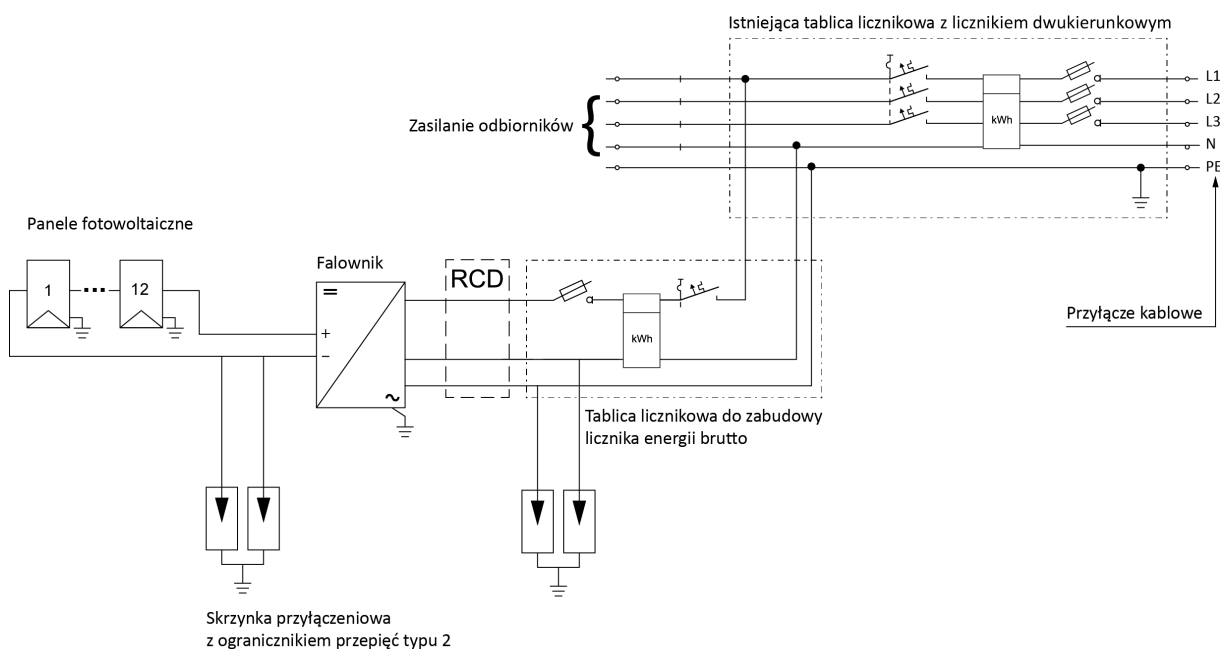 Istniejąca tablica licznikowa z licznikiem dwukierunkowym
L1
L2
L3
N
PE
kWh
Zasilanie odbiorników
Przyłącze kablowe
Panele fotowoltaiczne
1
12
Falownik
RCD
kWh
Tablica licznikowa do zabudowy
licznika energii brutto
Skrzynka przyłączeniowa
z ogranicznikiem przepięć typu 2